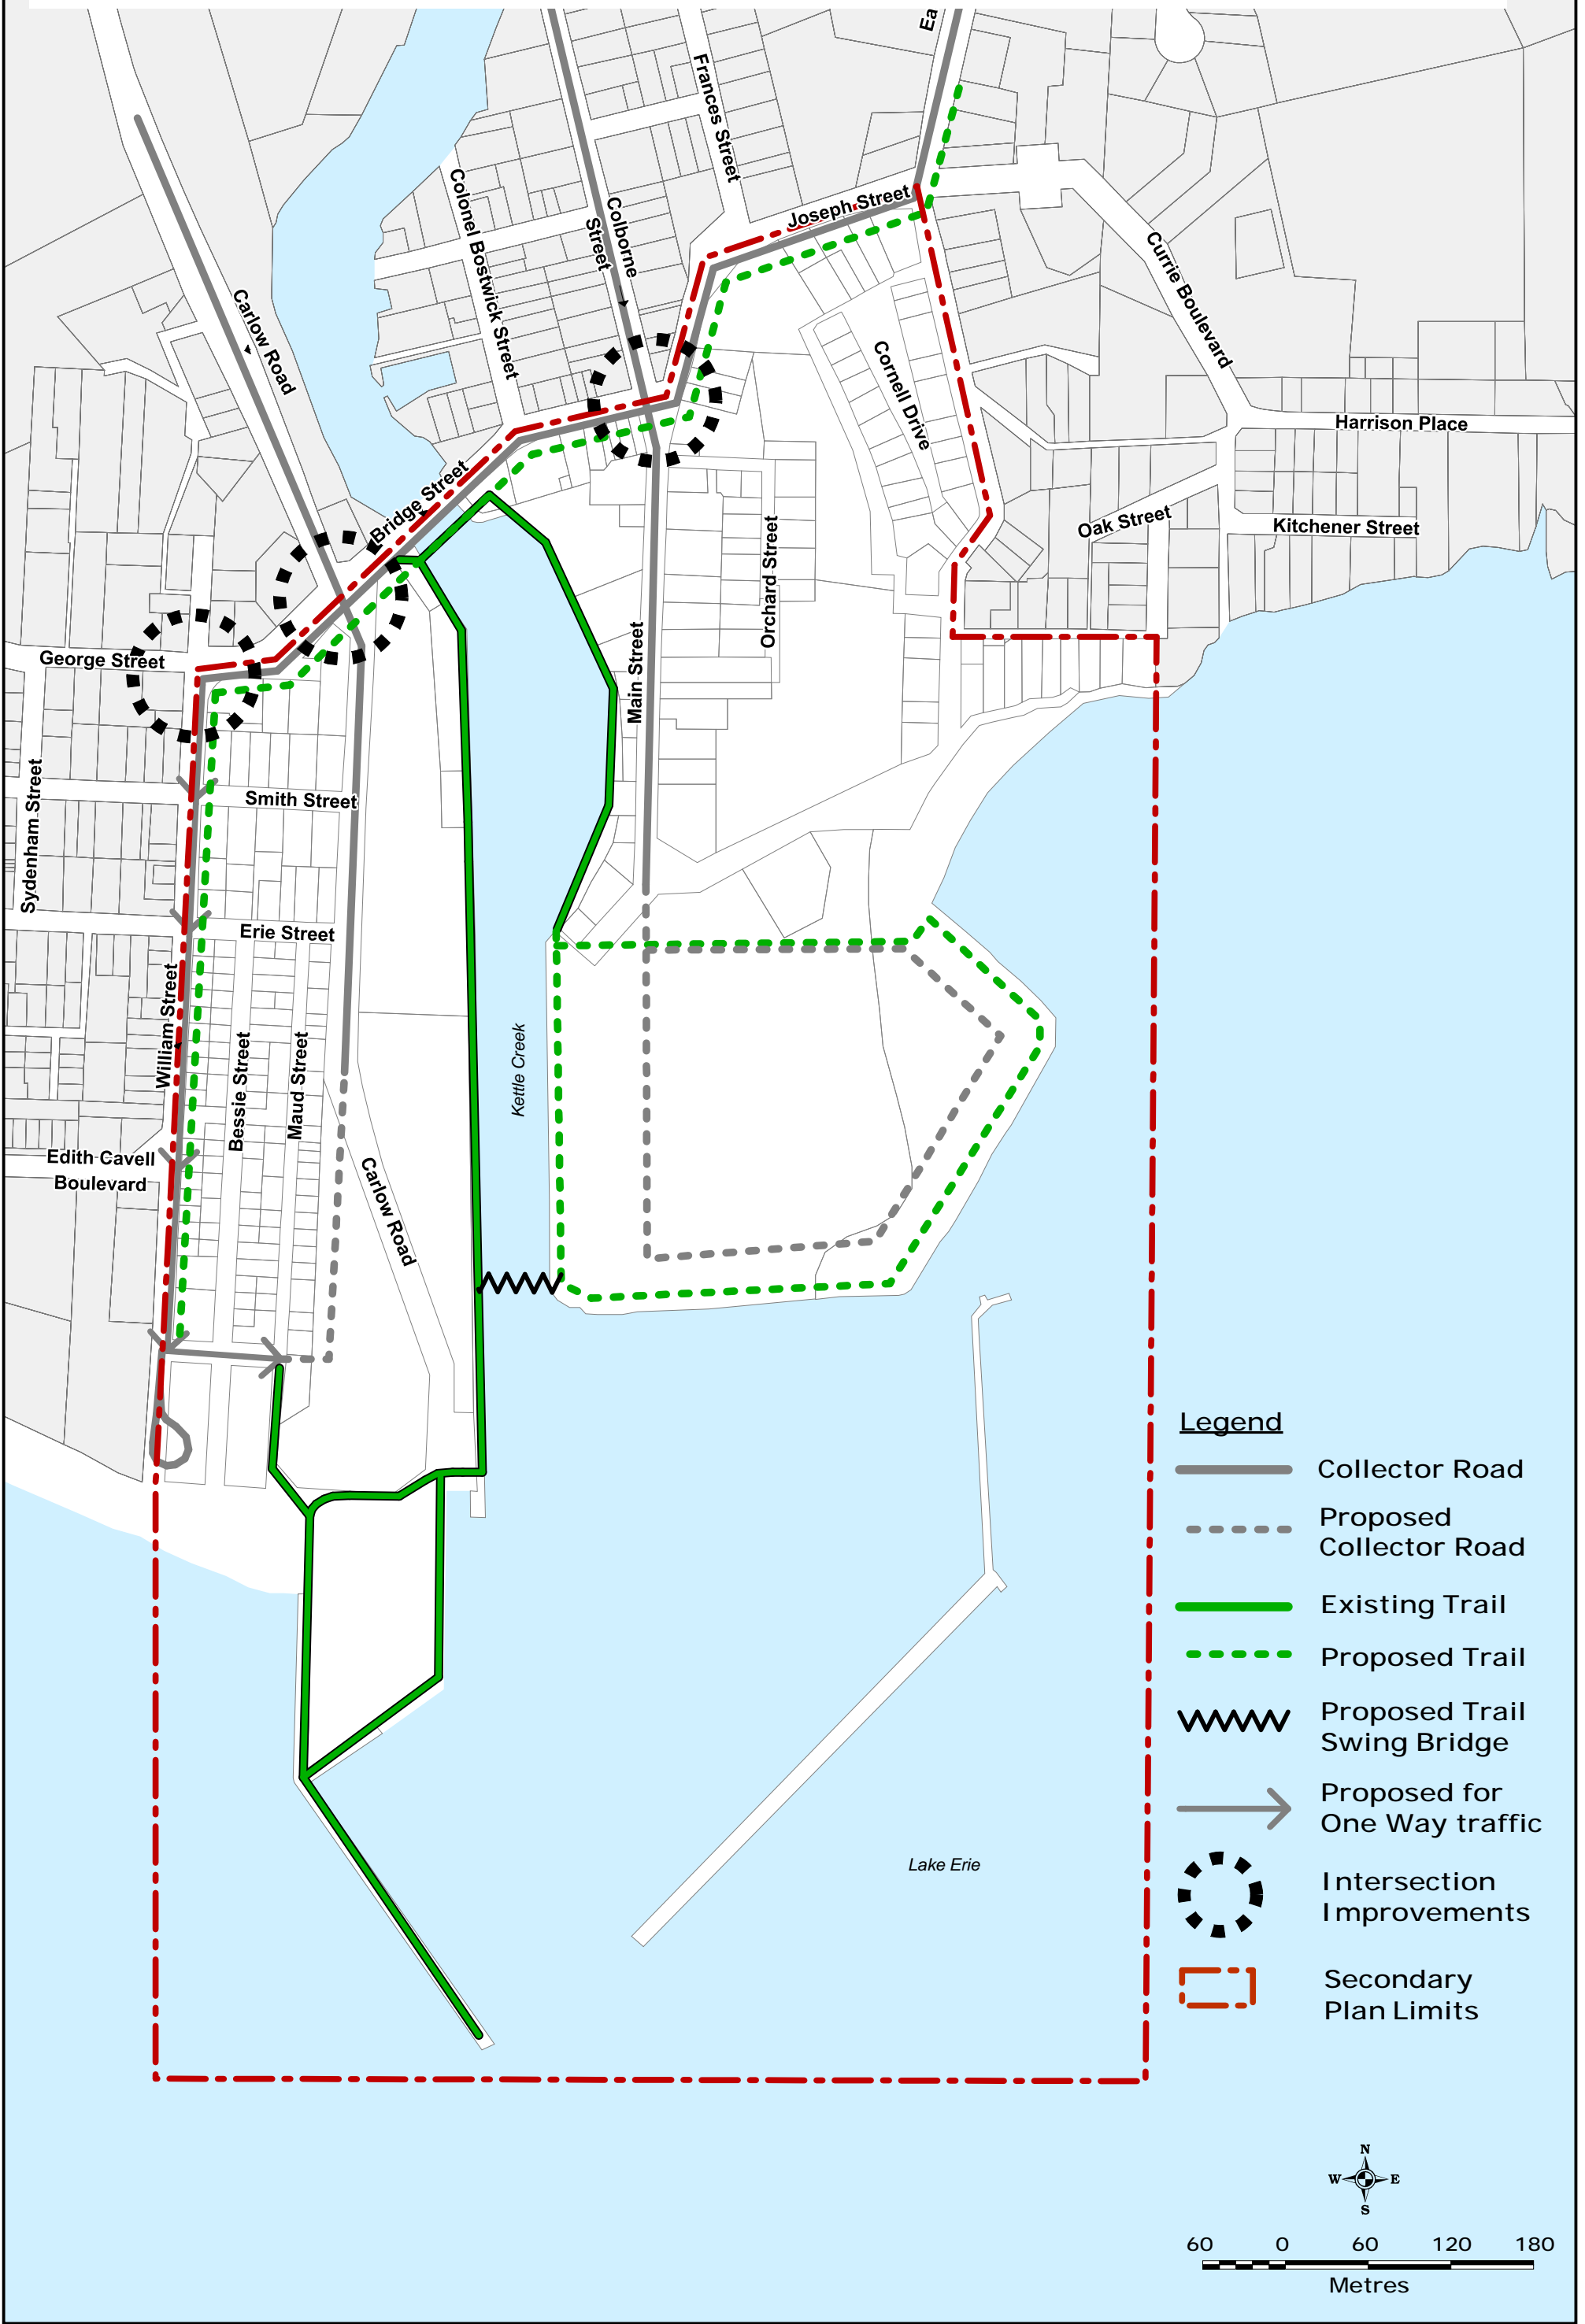 Ea
Frances Street
Joseph Street
Colborne
Street
Colonel Bostwick Street
Currie Boulevard
Carlow Road
Cornell Drive
Harrison Place
Bridge Street
Oak Street
Kitchener Street
Orchard Street
George Street
Main Street
Smith Street
Sydenham Street
Erie Street
William Street
Bessie Street
Maud Street
Kettle Creek
Edith Cavell
Boulevard
Carlow Road
Legend
Collector Road
Proposed
Collector Road
Existing Trail
Proposed Trail
Proposed Trail
Swing Bridge
Proposed for
One Way traffic
Lake Erie
Intersection
Improvements
Secondary
Plan Limits
N
W E
S
60 0 60 120 180
Metres